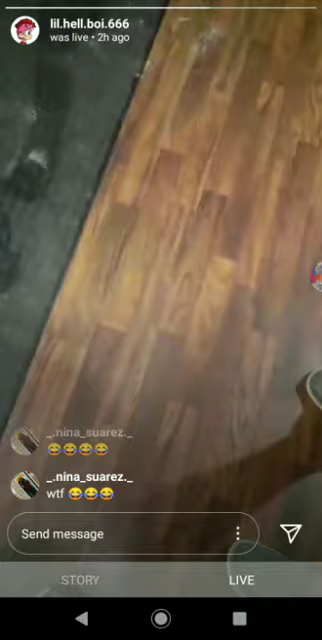 lil.hell.boi.666
was live • 2h ago
_.nina_suarez._
😂😂😂😂
_.nina_suarez._
wtf 😂😂😂
Send message
STORY LIVE